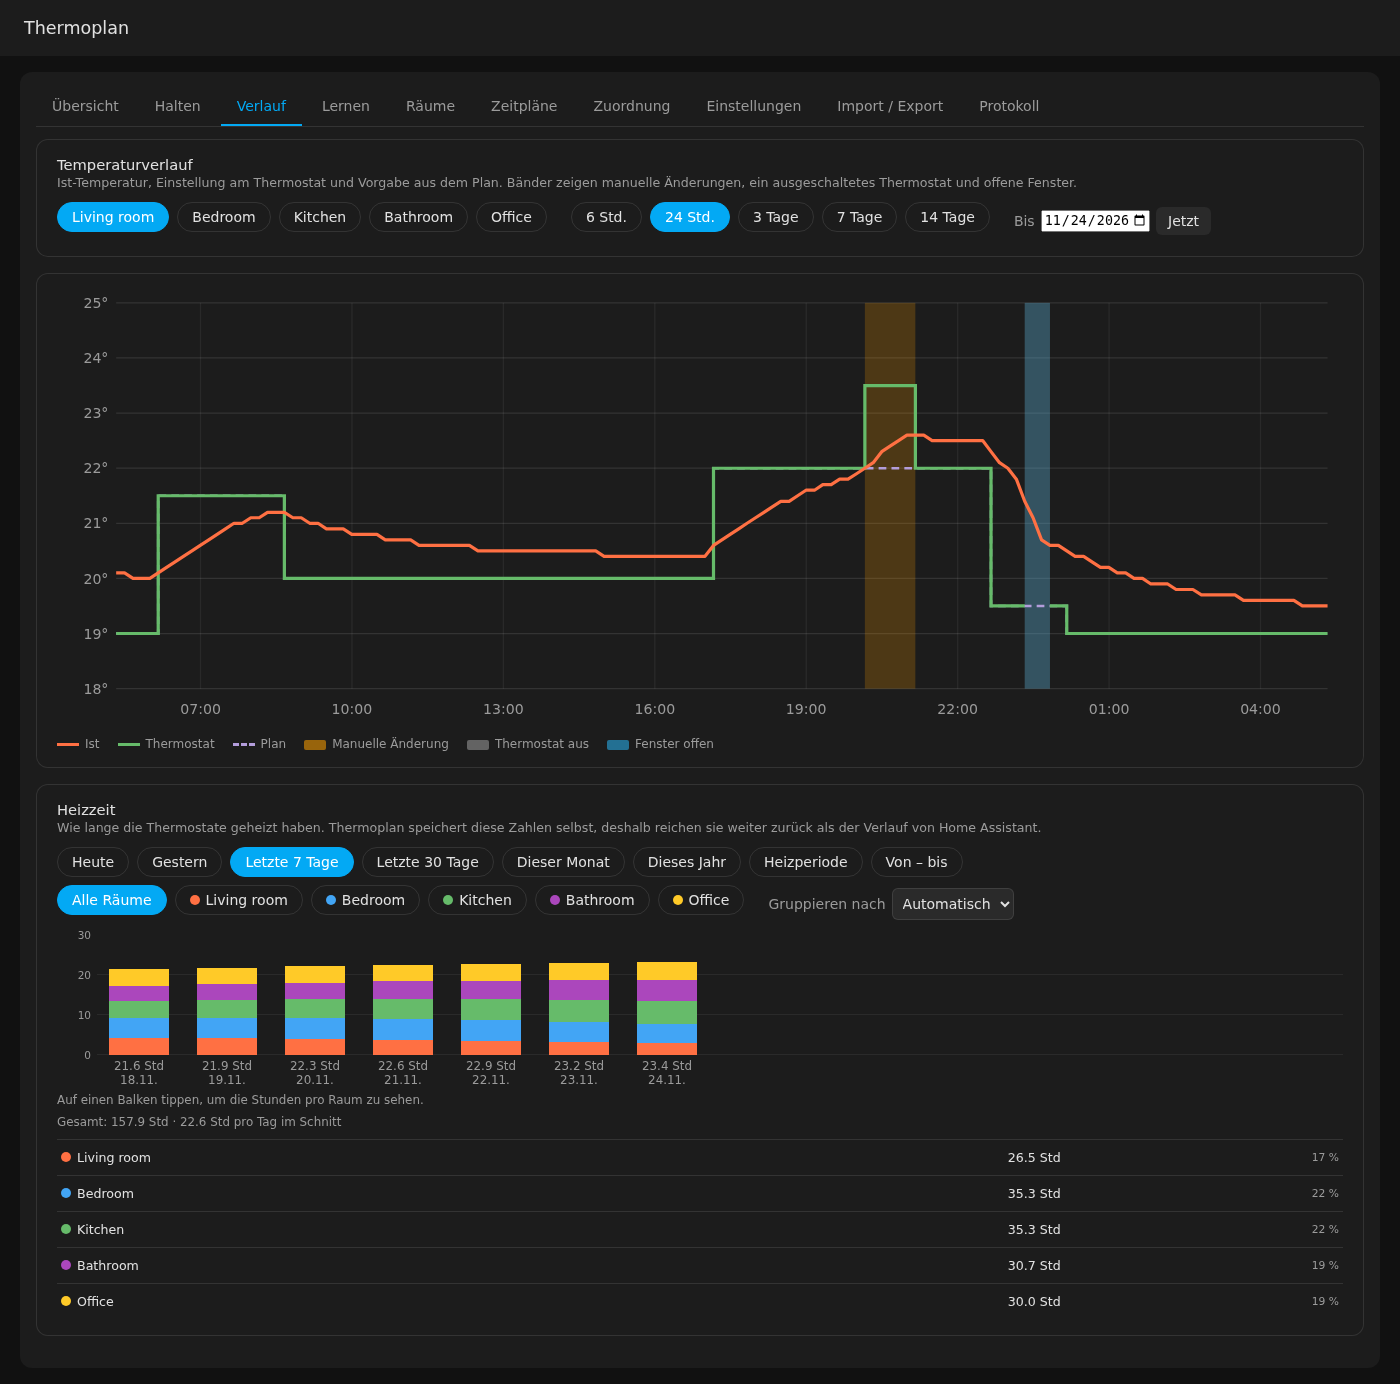 Thermoplan
Übersicht Halten Verlauf Lernen Räume Zeitpläne Zuordnung Einstellungen Import / Export Protokoll
Temperaturverlauf
Ist-Temperatur, Einstellung am Thermostat und Vorgabe aus dem Plan. Bänder zeigen manuelle Änderungen, ein ausgeschaltetes Thermostat und offene Fenster.
Living room Bedroom Kitchen Bathroom Office 6 Std. 24 Std. 3 Tage 7 Tage 14 Tage Bis 11/24/2026 Jetzt
25°
24°
23°
22°
21°
20°
19°
18°
07:00 10:00 13:00 16:00 19:00 22:00 01:00 04:00
Ist Thermostat Plan Manuelle Änderung Thermostat aus Fenster offen
Heizzeit
Wie lange die Thermostate geheizt haben. Thermoplan speichert diese Zahlen selbst, deshalb reichen sie weiter zurück als der Verlauf von Home Assistant.
Heute Gestern Letzte 7 Tage Letzte 30 Tage Dieser Monat Dieses Jahr Heizperiode Von – bis
Alle Räume Living room Bedroom Kitchen Bathroom Office Gruppieren nach Automatisch
30
20
10
0
21.6 Std 21.9 Std 22.3 Std 22.6 Std 22.9 Std 23.2 Std 23.4 Std
18.11. 19.11. 20.11. 21.11. 22.11. 23.11. 24.11.
Auf einen Balken tippen, um die Stunden pro Raum zu sehen.
Gesamt: 157.9 Std · 22.6 Std pro Tag im Schnitt
Living room 26.5 Std 17 %
Bedroom 35.3 Std 22 %
Kitchen 35.3 Std 22 %
Bathroom 30.7 Std 19 %
Office 30.0 Std 19 %